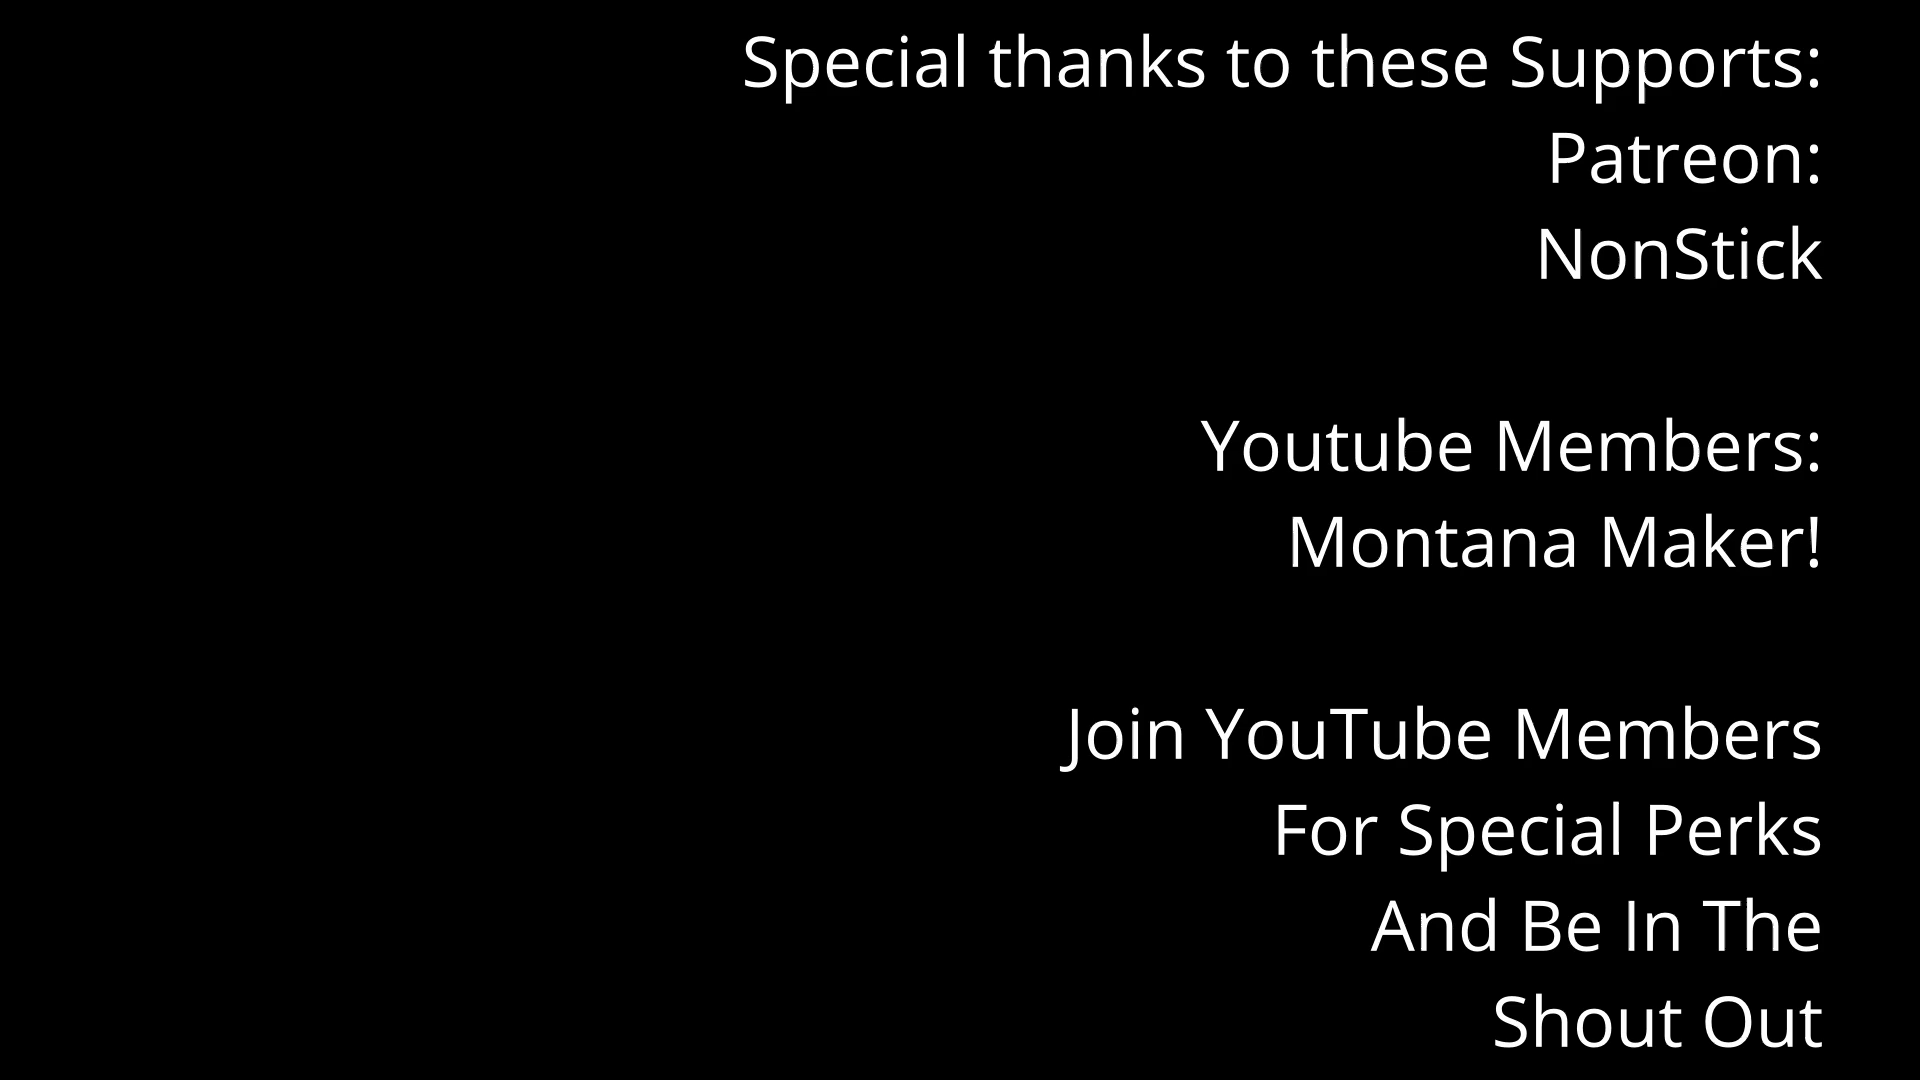 Special thanks to these Supports:
Patreon:
NonStick
Youtube Members:
Montana Maker!
Join YouTube Members
For Special Perks
And Be In The
Shout Out